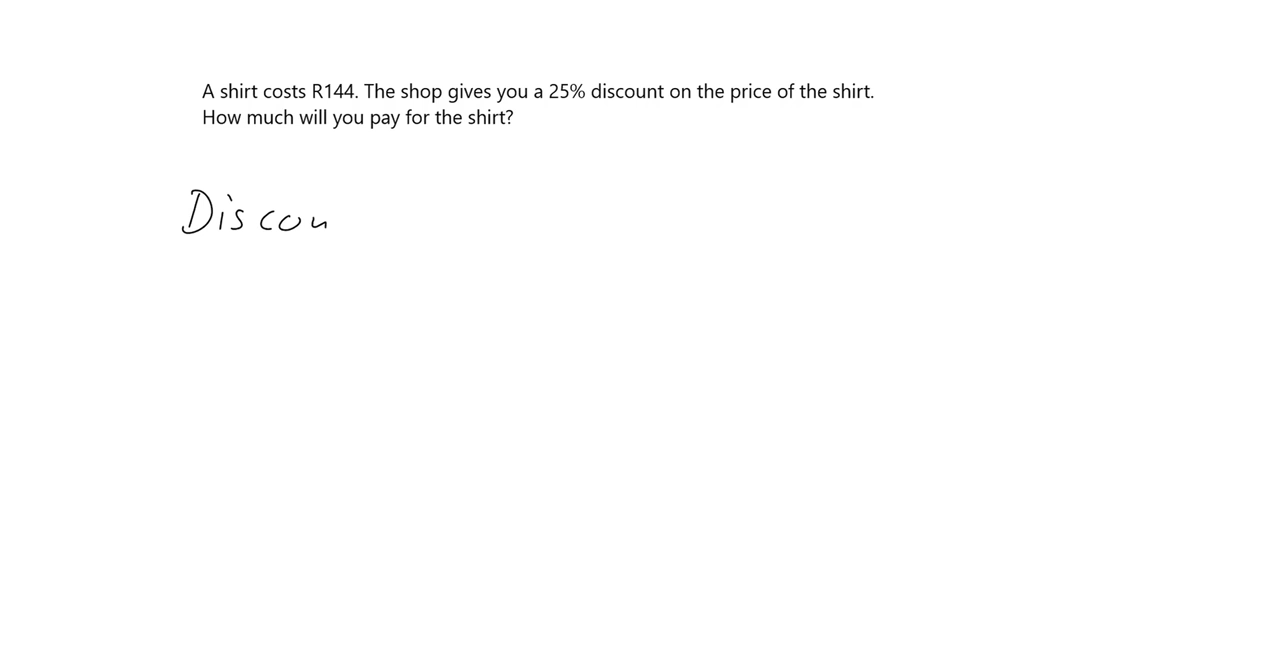 A shirt costs R144. The shop gives you a 25% discount on the price of the shirt.
How much will you pay for the shirt?
Discou